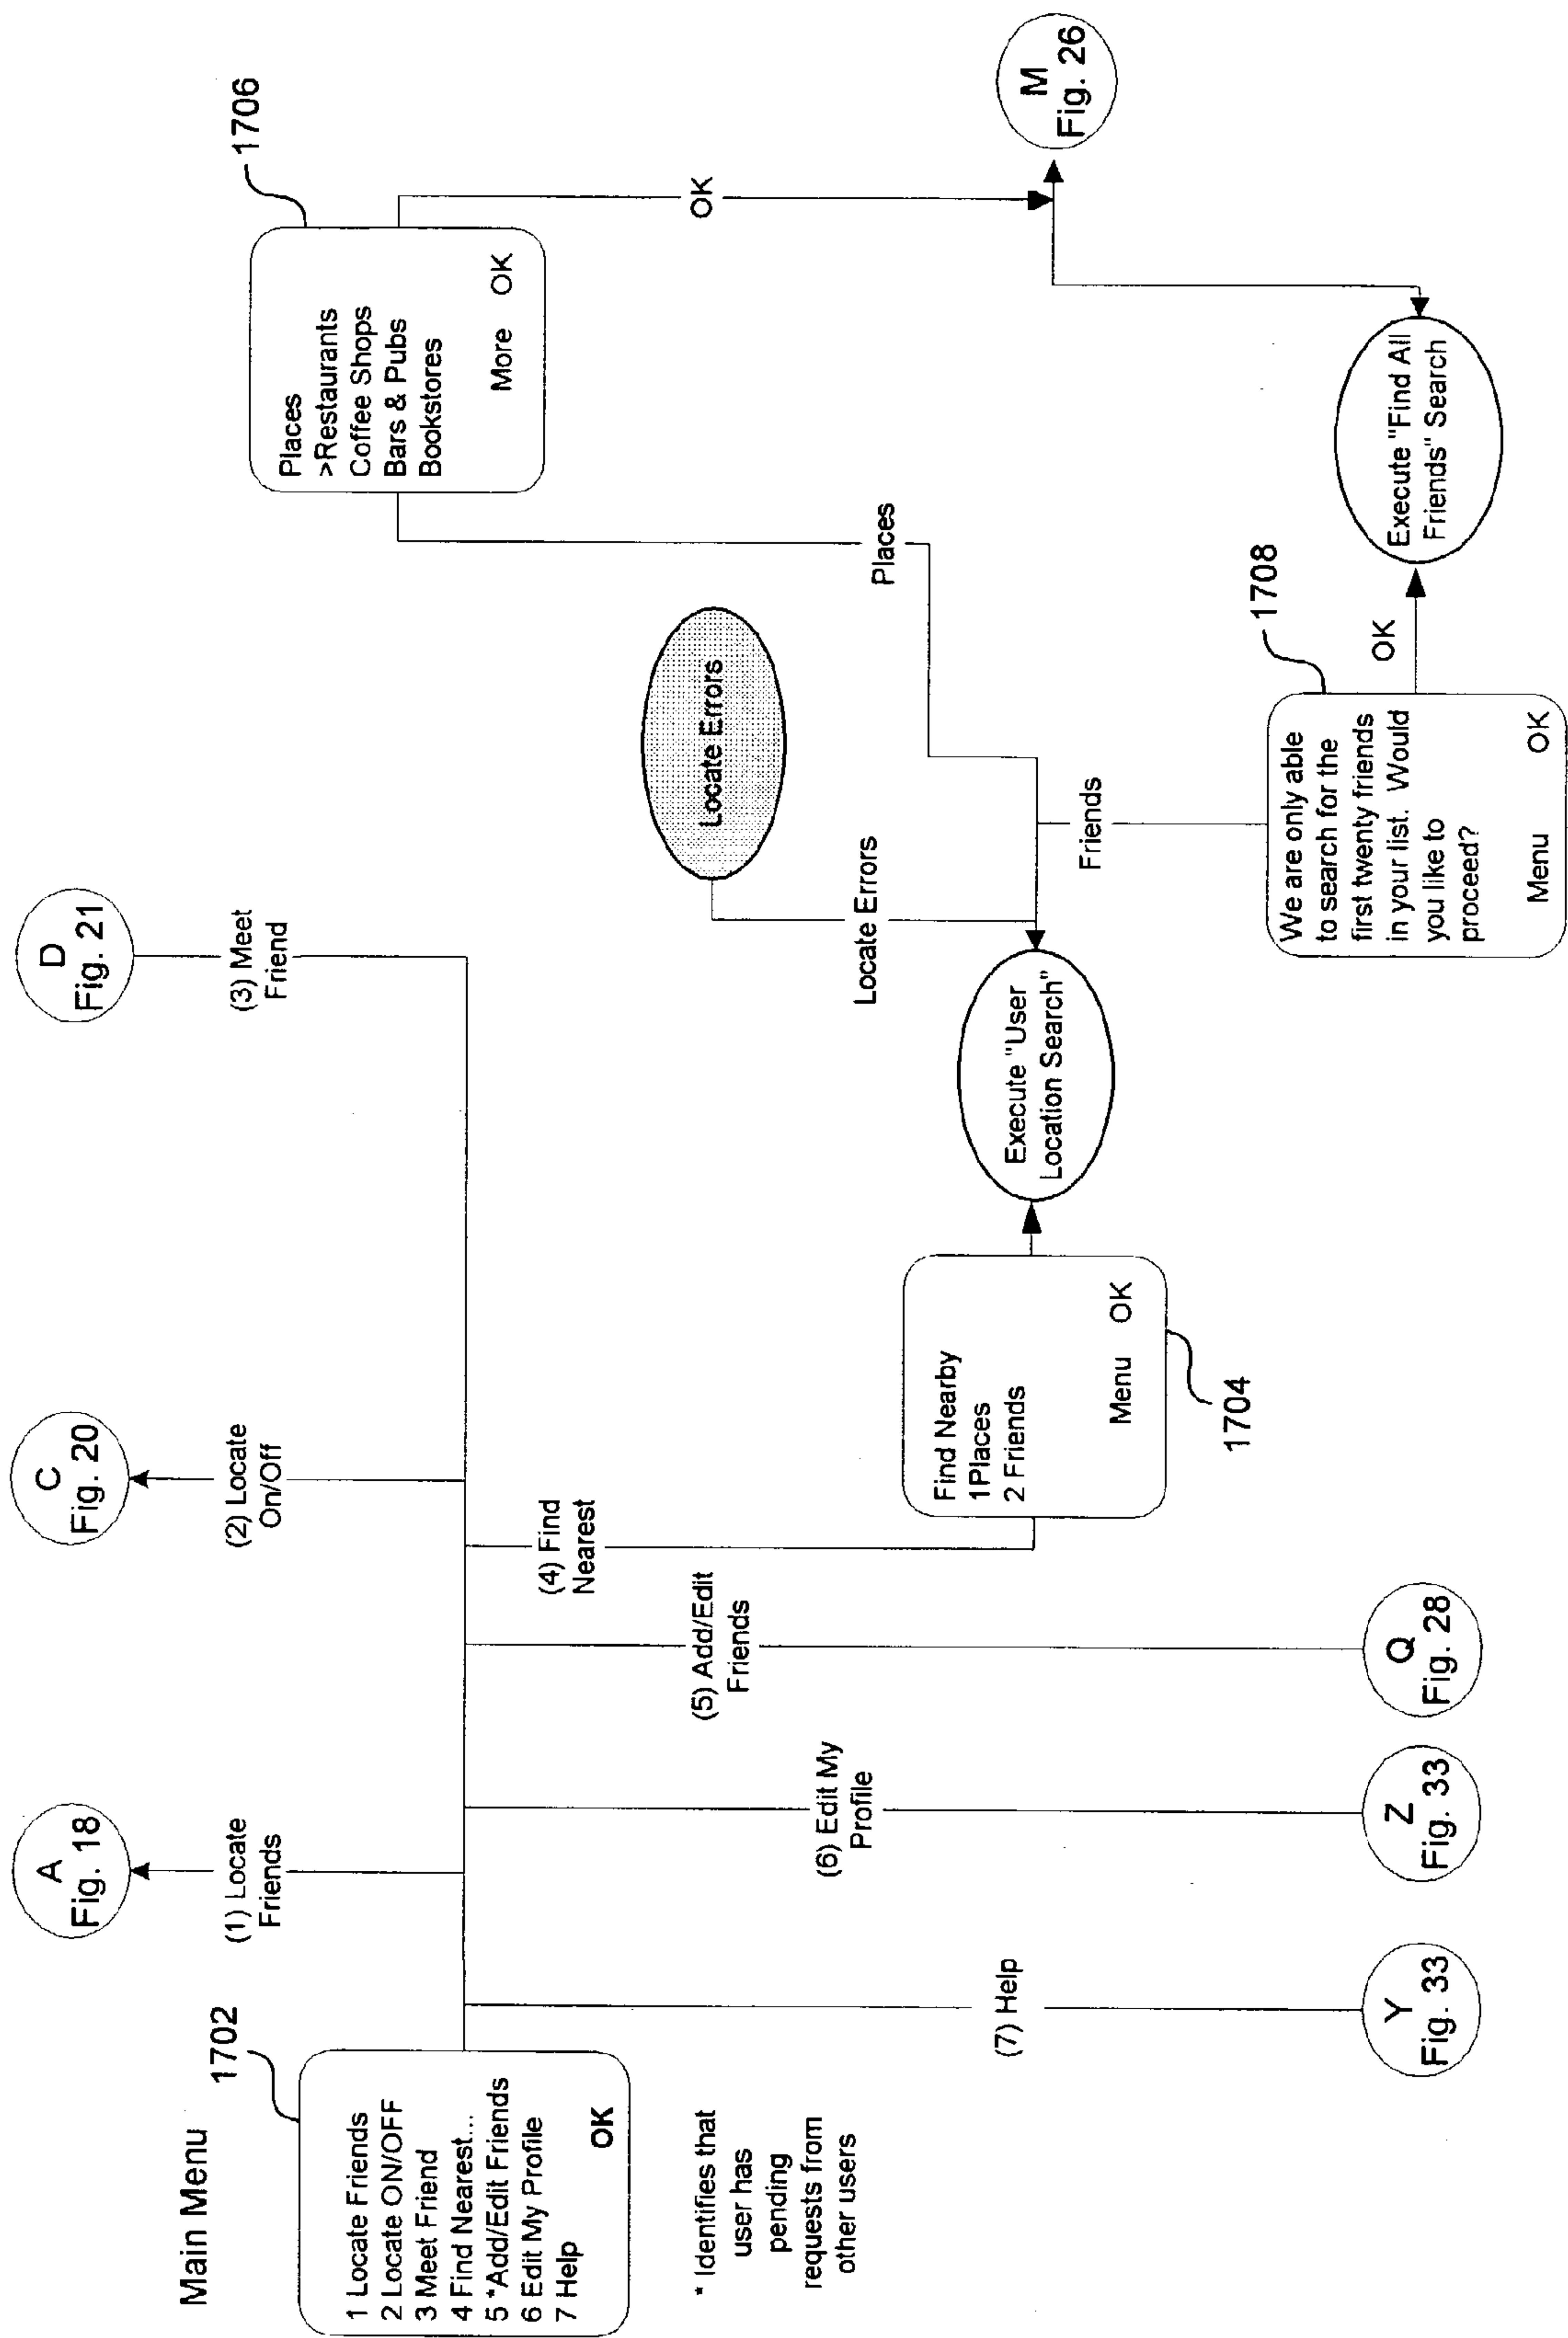 Main Menu
1702
1 Locate Friends
2 Locate ON/OFF
3 Meet Friend
4 Find Nearest...
5 *Add/Edit Friends
6 Edit My Profile
7 Help
OK
* Identifies that
user has
pending
requests from
other users
A
Fig. 18
(1) Locate
Friends
C
Fig. 20
(2) Locate
On/Off
D
Fig. 21
(3) Meet
Friend
(4) Find
Nearest
(5) Add/Edit
Friends
(6) Edit My
Profile
(7) Help
Y
Fig. 33
Z
Fig. 33
Q
Fig. 28
Find Nearby
1Places
2 Friends
Menu OK
1704
Execute "User
Location Search"
Locate Errors
Locate Errors
Places
Friends
1706
Places
>Restaurants
Coffee Shops
Bars & Pubs
Bookstores
More OK
OK
M
Fig. 26
1708
We are only able
to search for the
first twenty friends
in your list. Would
you like to
proceed?
Menu OK
OK
Execute "Find All
Friends" Search